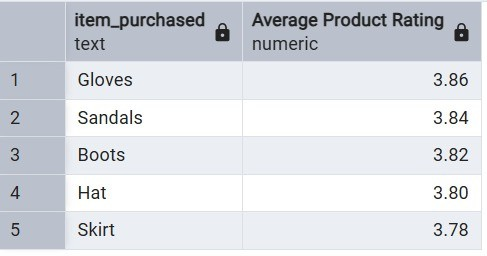 item_purchased Average Product Rating
text numeric
1 Gloves 3.86
2 Sandals 3.84
3 Boots 3.82
4 Hat 3.80
5 Skirt 3.78